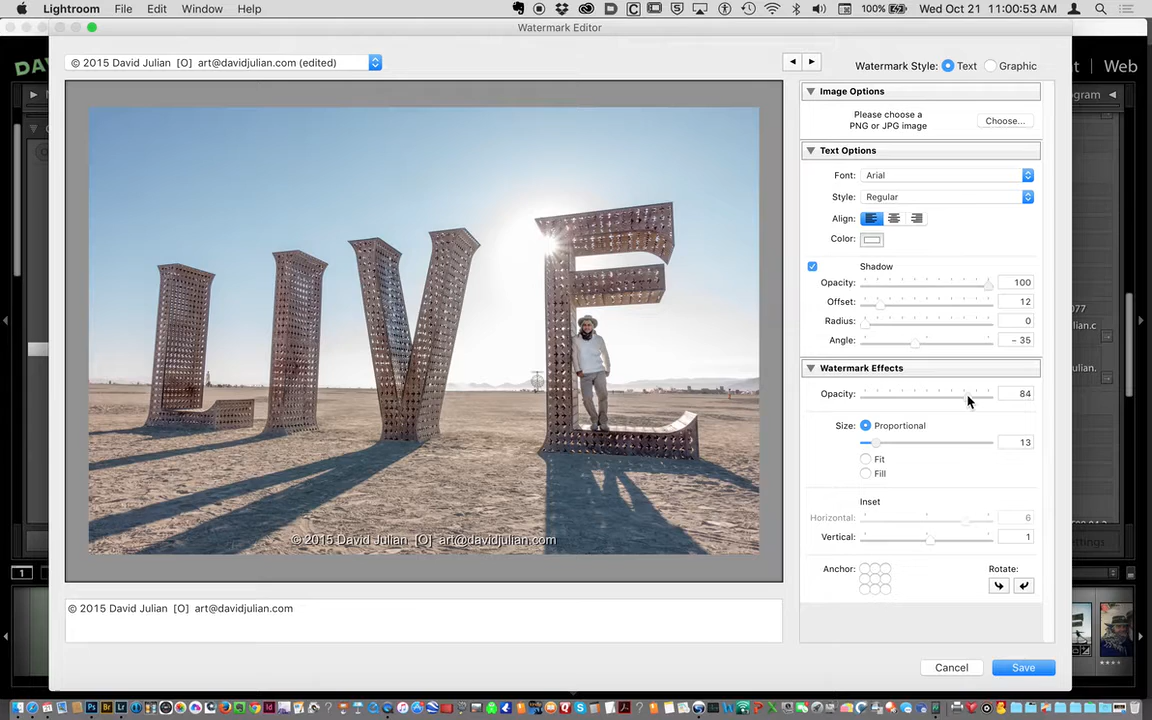 Lightroom File Edit Window Help
100% Wed Oct 21 11:00:53 AM
Watermark Editor
© 2015 David Julian [O] art@davidjulian.com (edited)
Watermark Style: Text Graphic
Web
Image Options
Please choose a
PNG or JPG image
Choose...
Text Options
Font: Arial
Style: Regular
Align:
Color:
Shadow
Opacity: 100
Offset: 12
Radius: 0
Angle: - 35
Watermark Effects
Opacity: 84
Size: Proportional
13
Fit
Fill
Inset
Horizontal: 6
Vertical: 1
Anchor: Rotate:
LIVE
© 2015 David Julian [O] art@davidjulian.com
© 2015 David Julian [O] art@davidjulian.com
Cancel Save
1